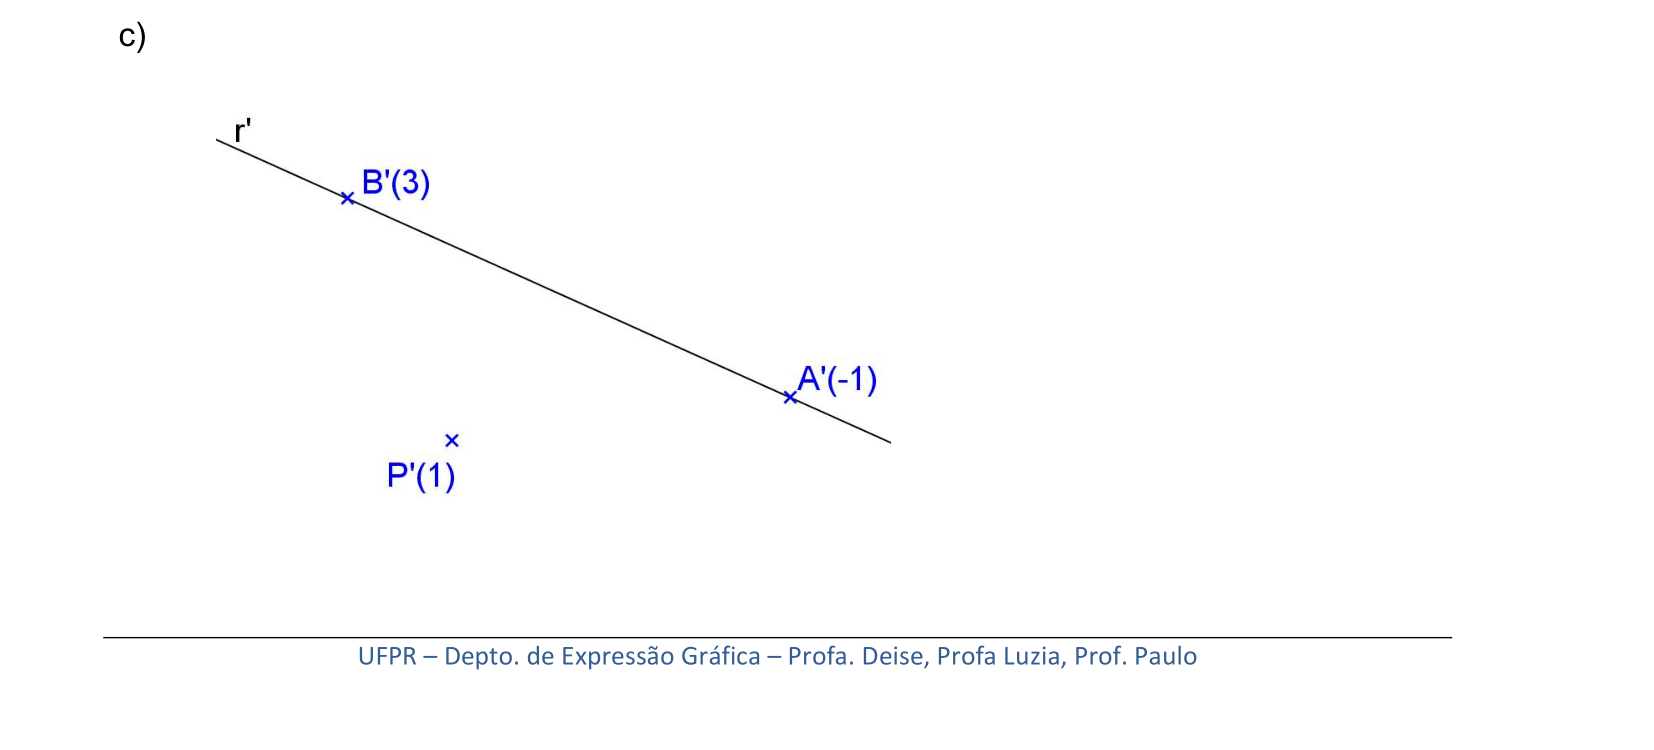 c)
r'
B'(3)
A'(-1)
P'(1)
UFPR – Depto. de Expressão Gráfica – Profa. Deise, Profa Luzia, Prof. Paulo